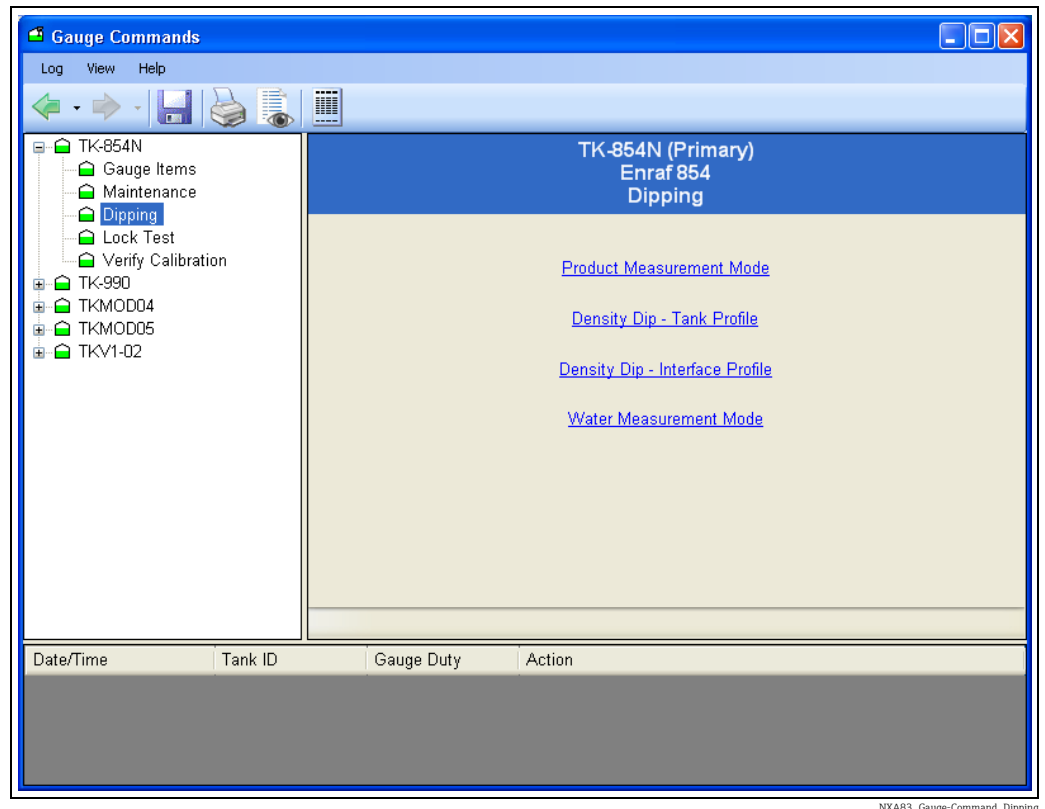 Gauge Commands
Log View Help
TK-854N
Gauge Items
Maintenance
Dipping
Lock Test
Verify Calibration
TK-990
TKMOD04
TKMOD05
TKV1-02
TK-854N (Primary)
Enraf 854
Dipping
Product Measurement Mode
Density Dip - Tank Profile
Density Dip - Interface Profile
Water Measurement Mode
Date/Time Tank ID Gauge Duty Action
NXA83_Gauge-Command_Dipping